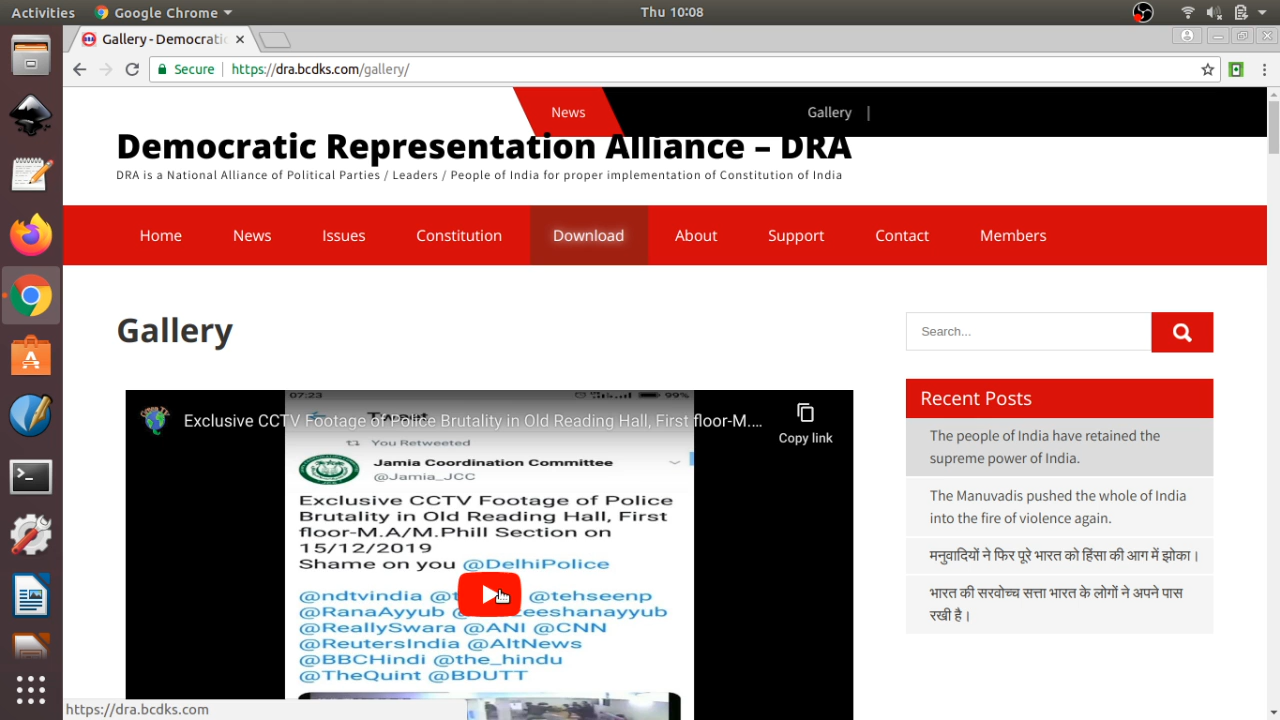 Activities Google Chrome Thu 10:08
Gallery - Democratic
Secure https://dra.bcdks.com/gallery/
News Gallery |
Democratic Representation Alliance – DRA
DRA is a National Alliance of Political Parties / Leaders / People of India for proper implementation of Constitution of India
Home News Issues Constitution Download About Support Contact Members
Gallery
Search...
Recent Posts
The people of India have retained the
supreme power of India.
The Manuvadis pushed the whole of India
into the fire of violence again.
मनुवादियों ने फिर पूरे भारत को हिंसा की आग में झोका।
भारत की सरवोच्च सत्ता भारत के लोगों ने अपने पास
रखी है।
07:23 99%
Exclusive CCTV Footage of Police Brutality in Old Reading Hall, First floor-M....
Copy link
You Retweeted
Jamia Coordination Committee
@Jamia_JCC
Exclusive CCTV Footage of Police
Brutality in Old Reading Hall, First
floor-M.A/M.Phill Section on
15/12/2019
Shame on you @DelhiPolice
@ndtvindia @tehseenp
@RanaAyyub
@ReallySwara @ANI @CNN
@ReutersIndia @AltNews
@BBCHindi @the_hindu
@TheQuint @BDUTT
https://dra.bcdks.com